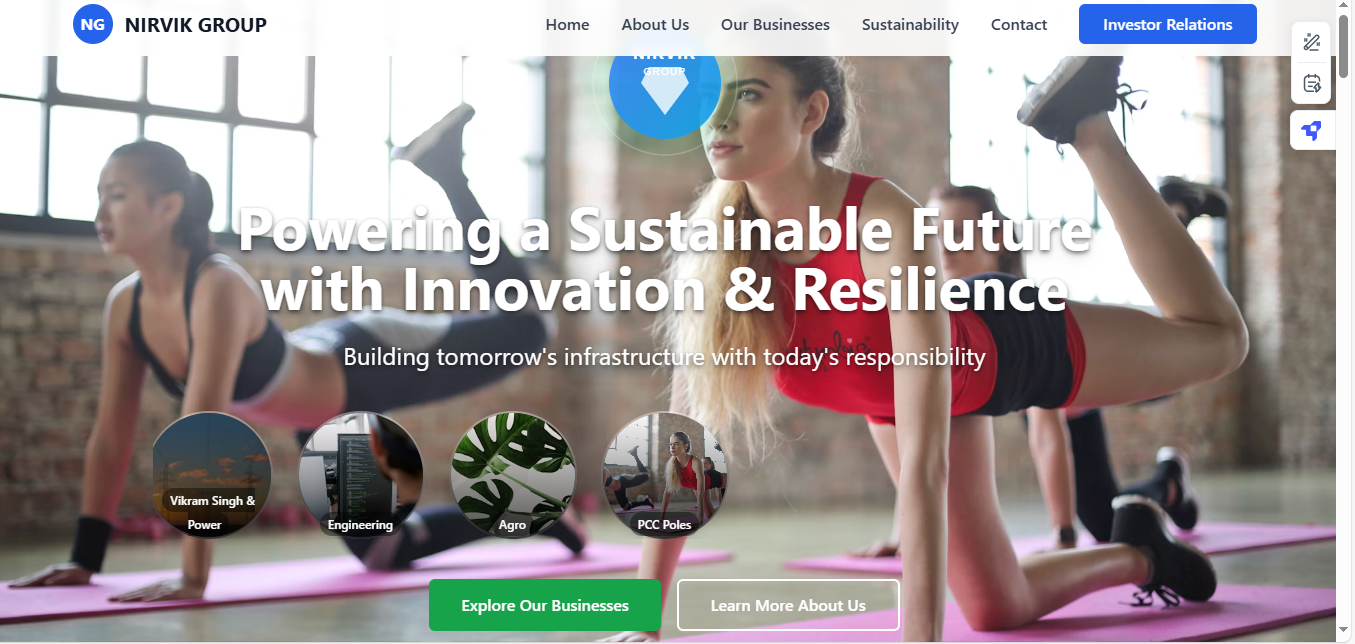 NG NIRVIK GROUP Home About Us Our Businesses Sustainability Contact Investor Relations
NIRVIK
GROUP
Powering a Sustainable Future
with Innovation & Resilience
Building tomorrow's infrastructure with today's responsibility
Vikram Singh &
Power
Engineering
Agro
PCC Poles
Explore Our Businesses Learn More About Us